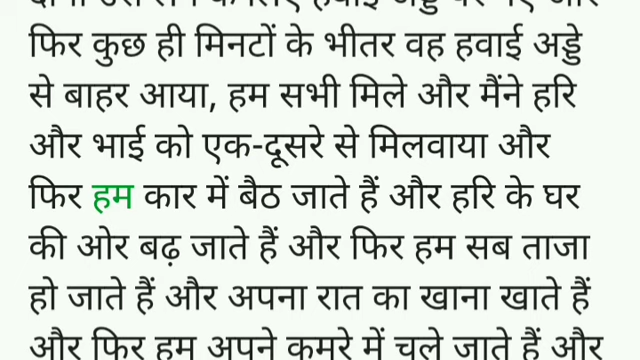 फिर कुछ ही मिनटों के भीतर वह हवाई अड्डे
से बाहर आया, हम सभी मिले और मैंने हरि
और भाई को एक-दूसरे से मिलवाया और
फिर हम कार में बैठ जाते हैं और हरि के घर
की ओर बढ़ जाते हैं और फिर हम सब ताजा
हो जाते हैं और अपना रात का खाना खाते हैं
और फिर हम अपने कमरे में चले जाते हैं और